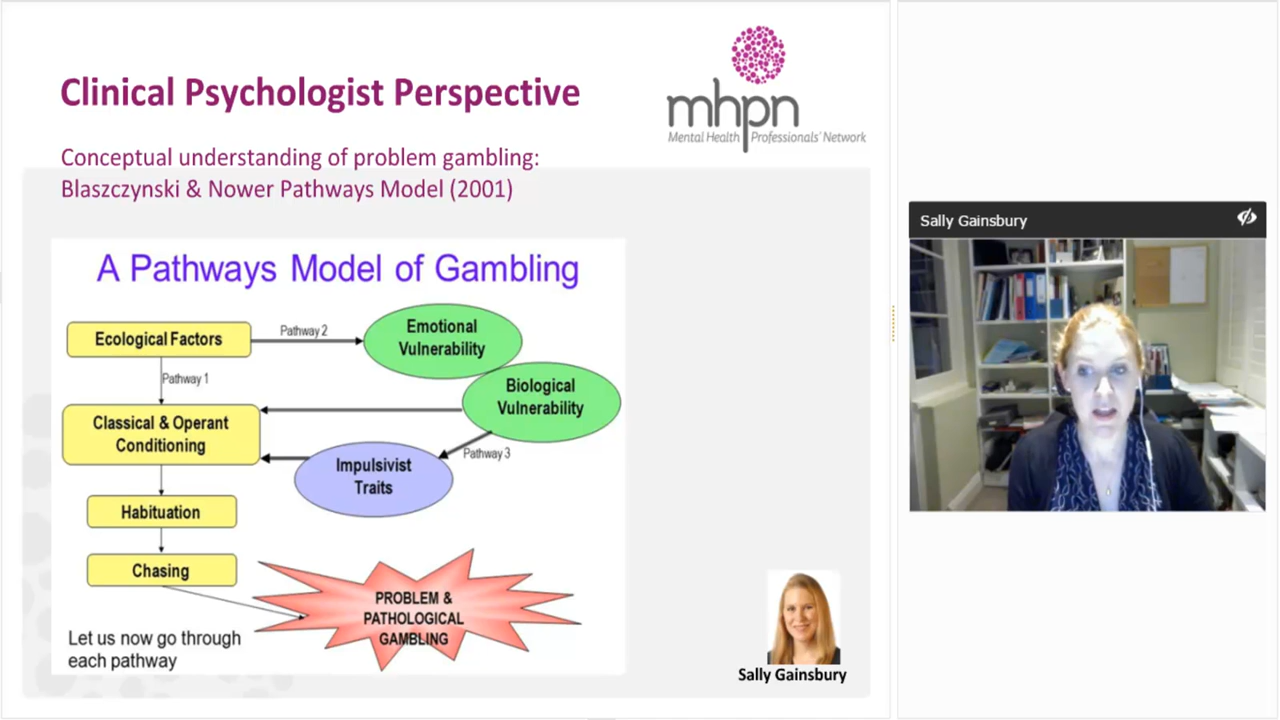 Clinical Psychologist Perspective
mhpn
Mental Health Professionals' Network
Conceptual understanding of problem gambling:
Blaszczynski & Nower Pathways Model (2001)
A Pathways Model of Gambling
Ecological Factors
Pathway 2
Emotional
Vulnerability
Pathway 1
Biological
Vulnerability
Classical & Operant
Conditioning
Pathway 3
Impulsivist
Traits
Habituation
Chasing
PROBLEM &
PATHOLOGICAL
GAMBLING
Let us now go through
each pathway
Sally Gainsbury
Sally Gainsbury